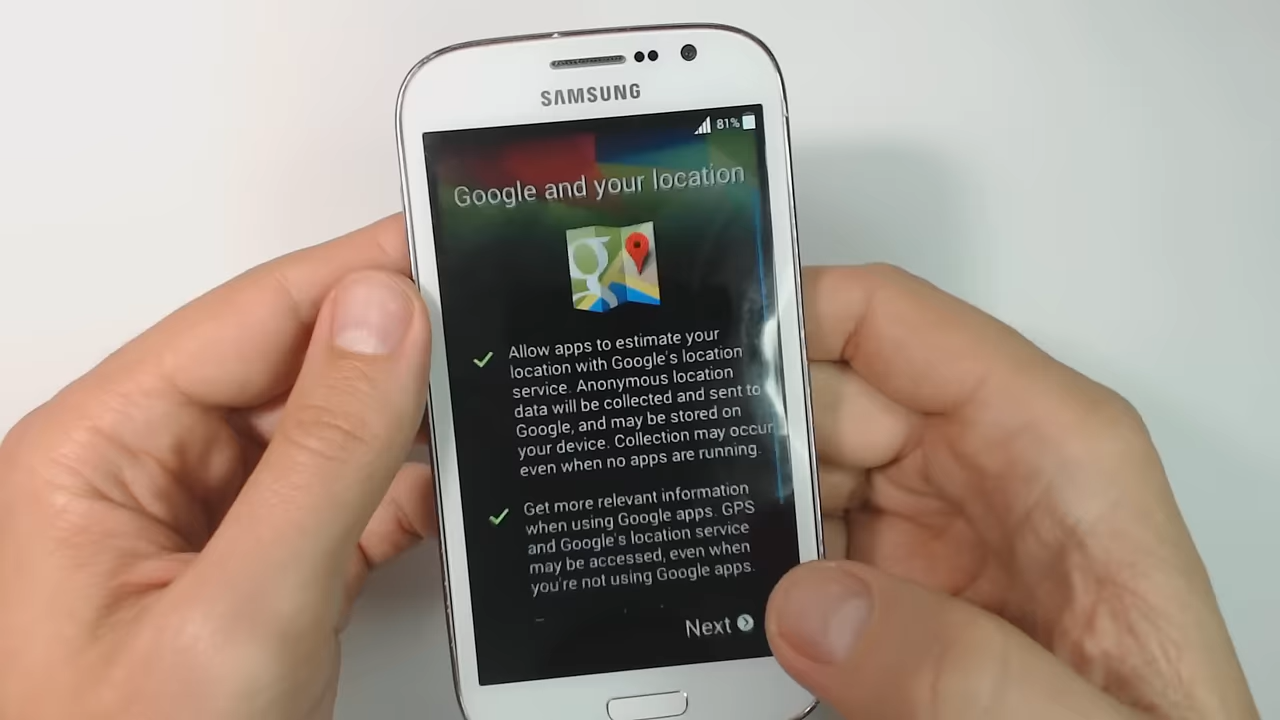 SAMSUNG
81%
Google and your location
Allow apps to estimate your
location with Google's location
service. Anonymous location
data will be collected and sent to
Google, and may be stored on
your device. Collection may occur
even when no apps are running.
Get more relevant information
when using Google apps. GPS
and Google's location service
may be accessed, even when
you're not using Google apps.
Next